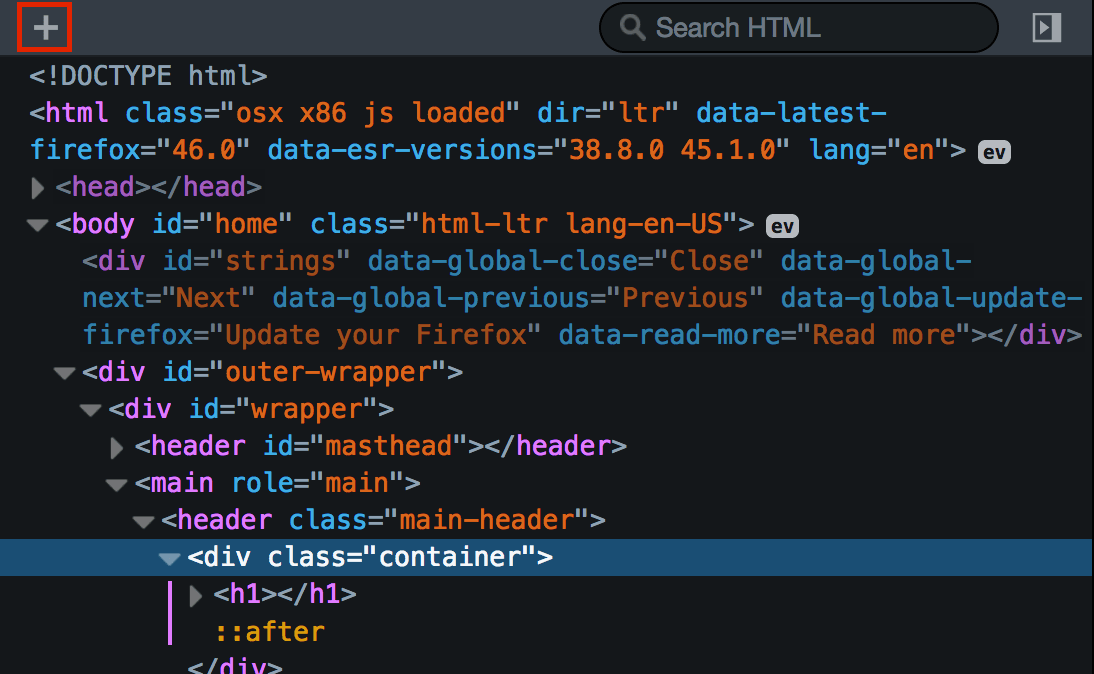 Search HTML
<!DOCTYPE html>
<html class="osx x86 js loaded" dir="ltr" data-latest-
firefox="46.0" data-esr-versions="38.8.0 45.1.0" lang="en"> ev
<head></head>
<body id="home" class="html-ltr lang-en-US"> ev
<div id="strings" data-global-close="Close" data-global-
next="Next" data-global-previous="Previous" data-global-update-
firefox="Update your Firefox" data-read-more="Read more"></div>
<div id="outer-wrapper">
<div id="wrapper">
<header id="masthead"></header>
<main role="main">
<header class="main-header">
<div class="container">
<h1></h1>
::after
</div>